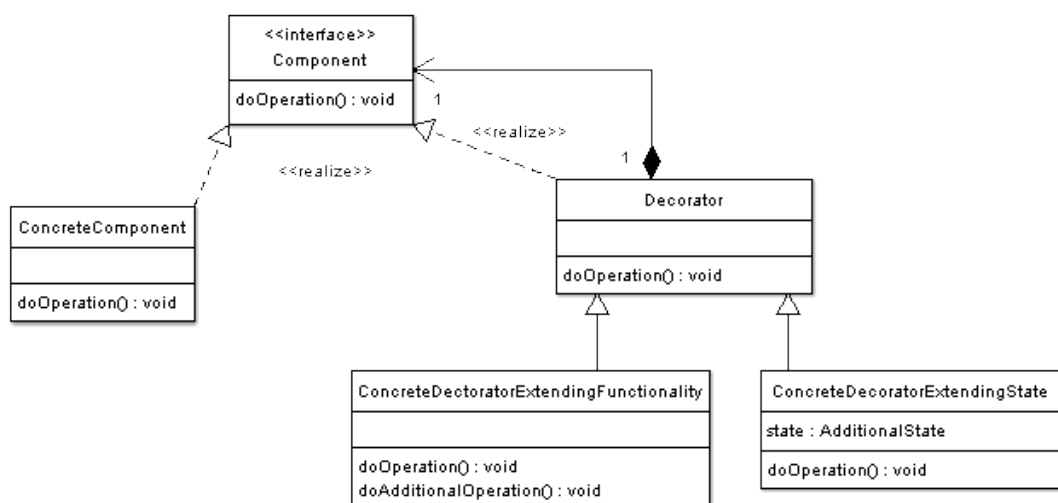 <<interface>>
Component
doOperation() : void
1
<<realize>>
<<realize>>
1
Decorator
doOperation() : void
ConcreteComponent
doOperation() : void
ConcreteDectoratorExtendingFunctionality
doOperation() : void
doAdditionalOperation() : void
ConcreteDecoratorExtendingState
state : AdditionalState
doOperation() : void